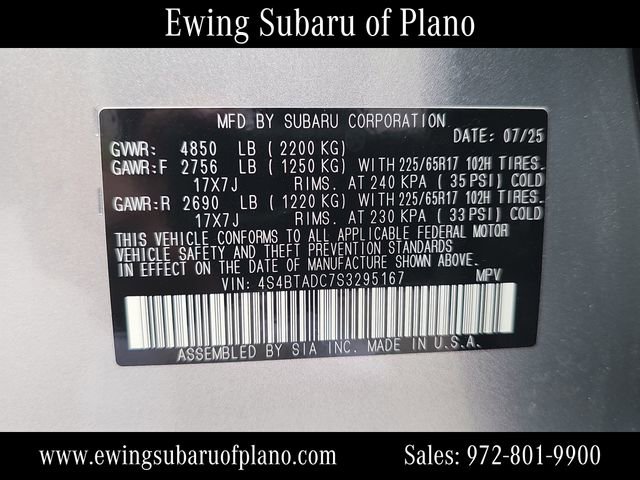 Ewing Subaru of Plano
MFD BY SUBARU CORPORATION
DATE: 07/25
GVWR: 4850 LB (2200 KG)
GAWR:F 2756 LB (1250 KG) WITH 225/65R17 102H TIRES.
17X7J RIMS. AT 240 KPA (35 PSI) COLD
GAWR:R 2690 LB (1220 KG) WITH 225/65R17 102H TIRES.
17X7J RIMS. AT 230 KPA (33 PSI) COLD
THIS VEHICLE CONFORMS TO ALL APPLICABLE FEDERAL MOTOR
VEHICLE SAFETY AND THEFT PREVENTION STANDARDS
IN EFFECT ON THE DATE OF MANUFACTURE SHOWN ABOVE.
VIN: 4S4BTADC7S3295167 MPV
ASSEMBLED BY SIA INC. MADE IN U.S.A.
www.ewingsubaruofplano.com Sales: 972-801-9900